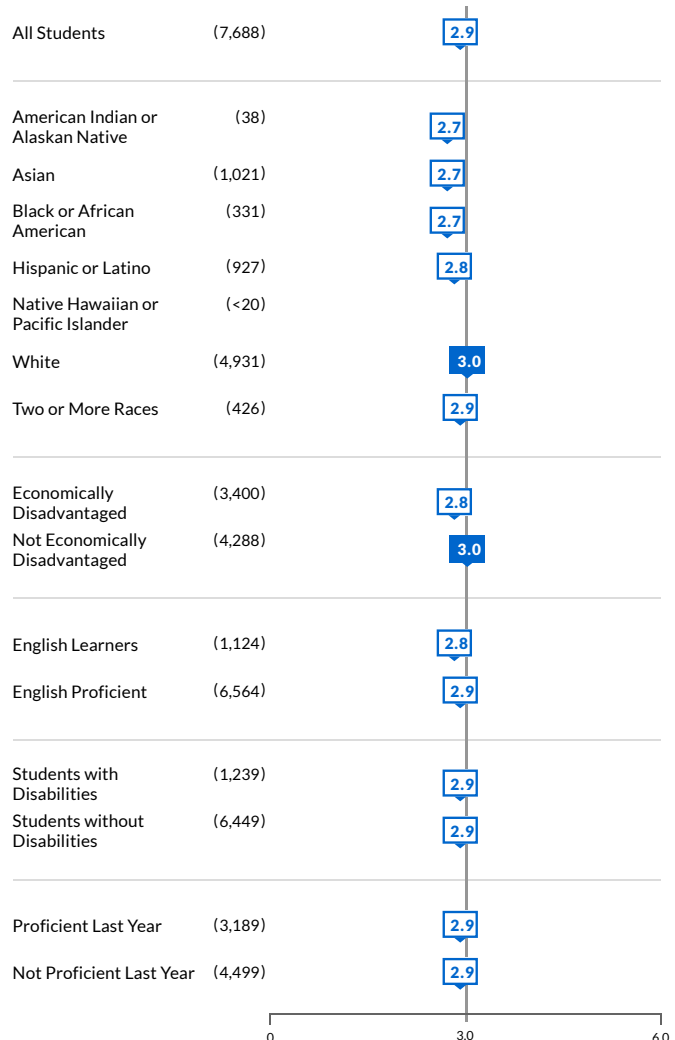 All Students (7,688) 2.9
American Indian or (38)
Alaskan Native 2.7
Asian (1,021) 2.7
Black or African (331)
American 2.7
Hispanic or Latino (927) 2.8
Native Hawaiian or (<20)
Pacific Islander
White (4,931) 3.0
Two or More Races (426) 2.9
Economically (3,400)
Disadvantaged 2.8
Not Economically (4,288)
Disadvantaged 3.0
English Learners (1,124) 2.8
English Proficient (6,564) 2.9
Students with (1,239)
Disabilities 2.9
Students without (6,449)
Disabilities 2.9
Proficient Last Year (3,189) 2.9
Not Proficient Last Year (4,499) 2.9
0 3.0 6.0